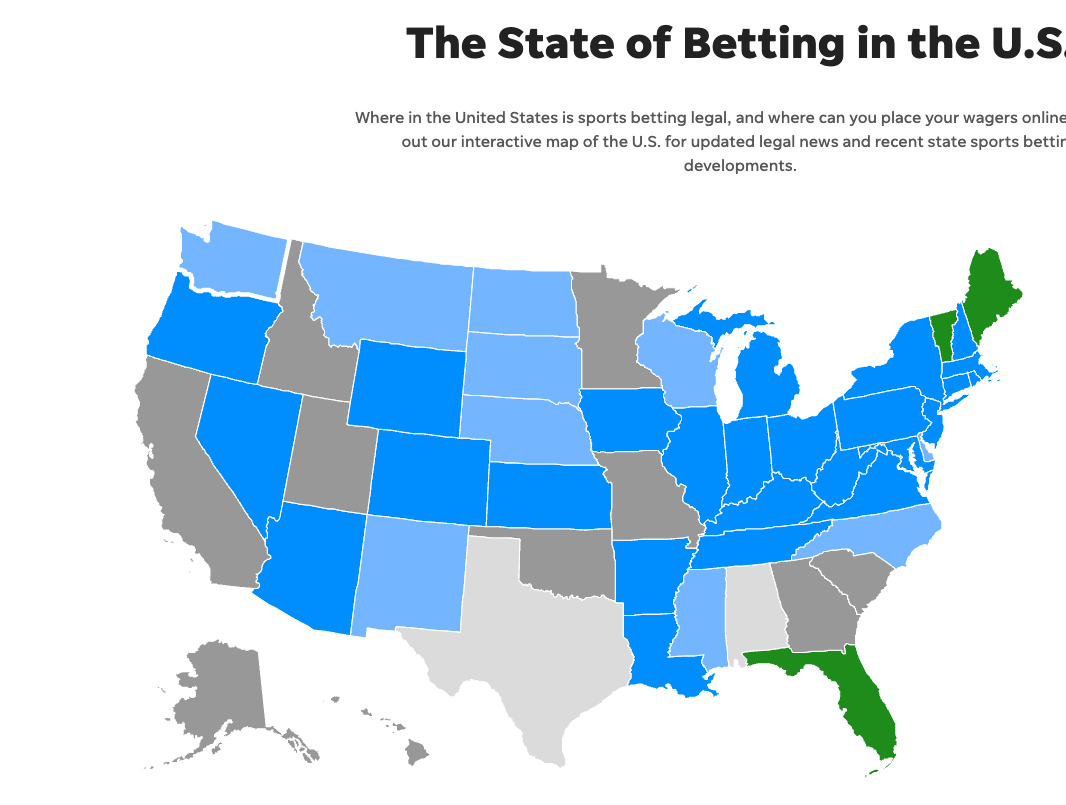 The State of Betting in the U.S.
Where in the United States is sports betting legal, and where can you place your wagers online
out our interactive map of the U.S. for updated legal news and recent state sports bettin
developments.